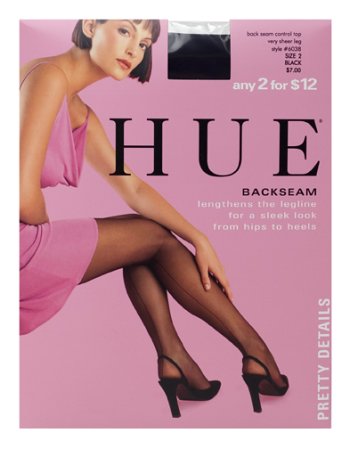 back seam control top
very sheer leg
style #6038
SIZE 2
BLACK
$7.00
any 2 for $12
HUE®
BACKSEAM
lengthens the legline
for a sleek look
from hips to heels
PRETTY DETAILS